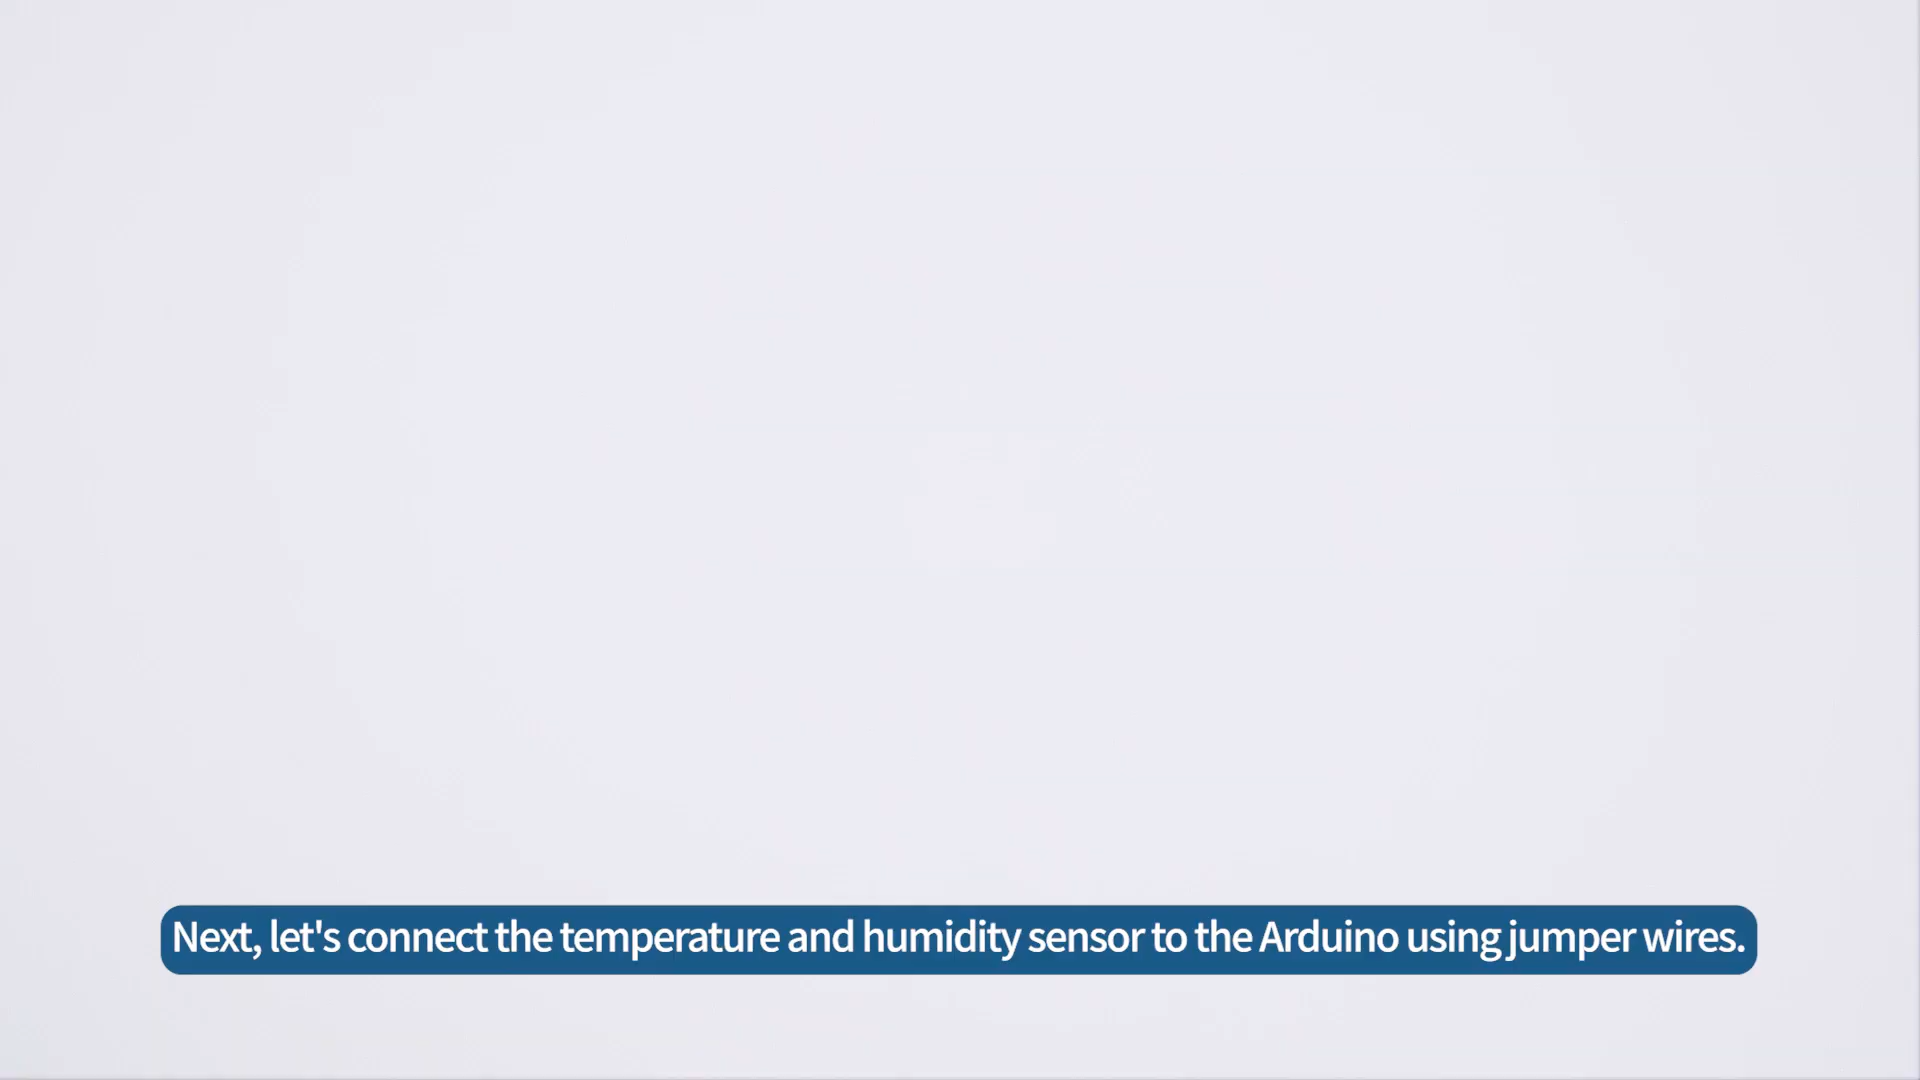 Next, let's connect the temperature and humidity sensor to the Arduino using jumper wires.